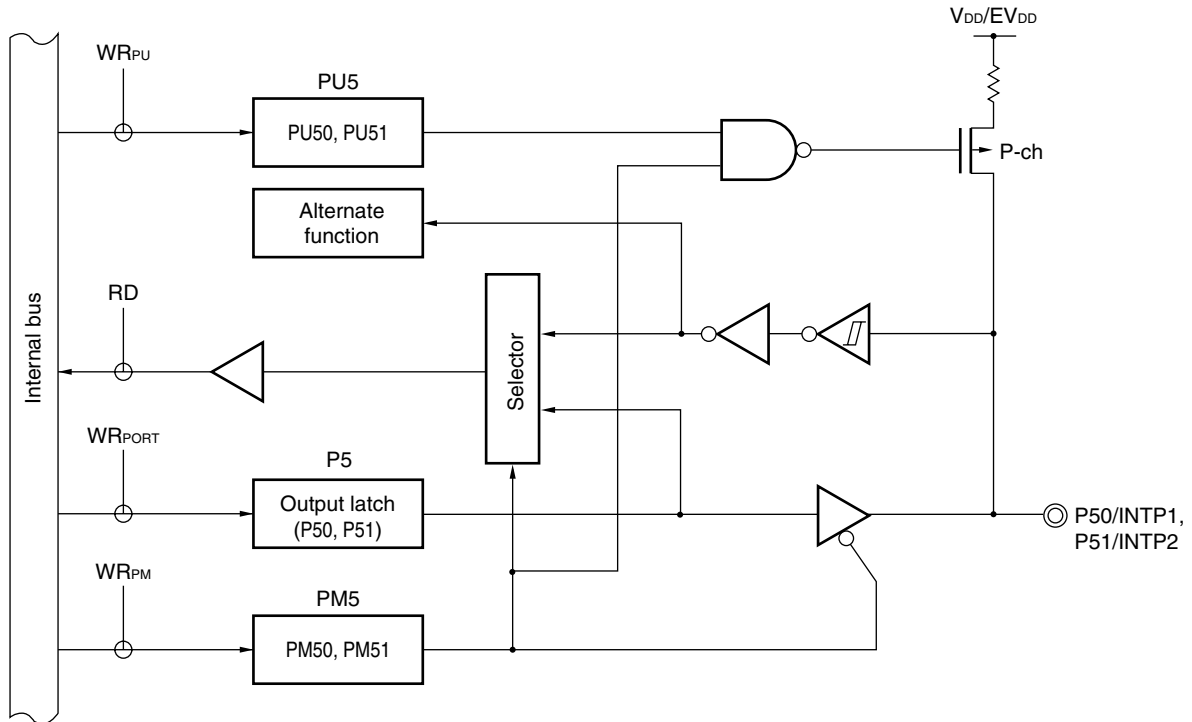 VDD/EVDD
WRPU
PU5
PU50, PU51
P-ch
Alternate
function
RD
Internal bus
Selector
WRPORT
P5
Output latch
(P50, P51)
P50/INTP1,
P51/INTP2
WRPM
PM5
PM50, PM51